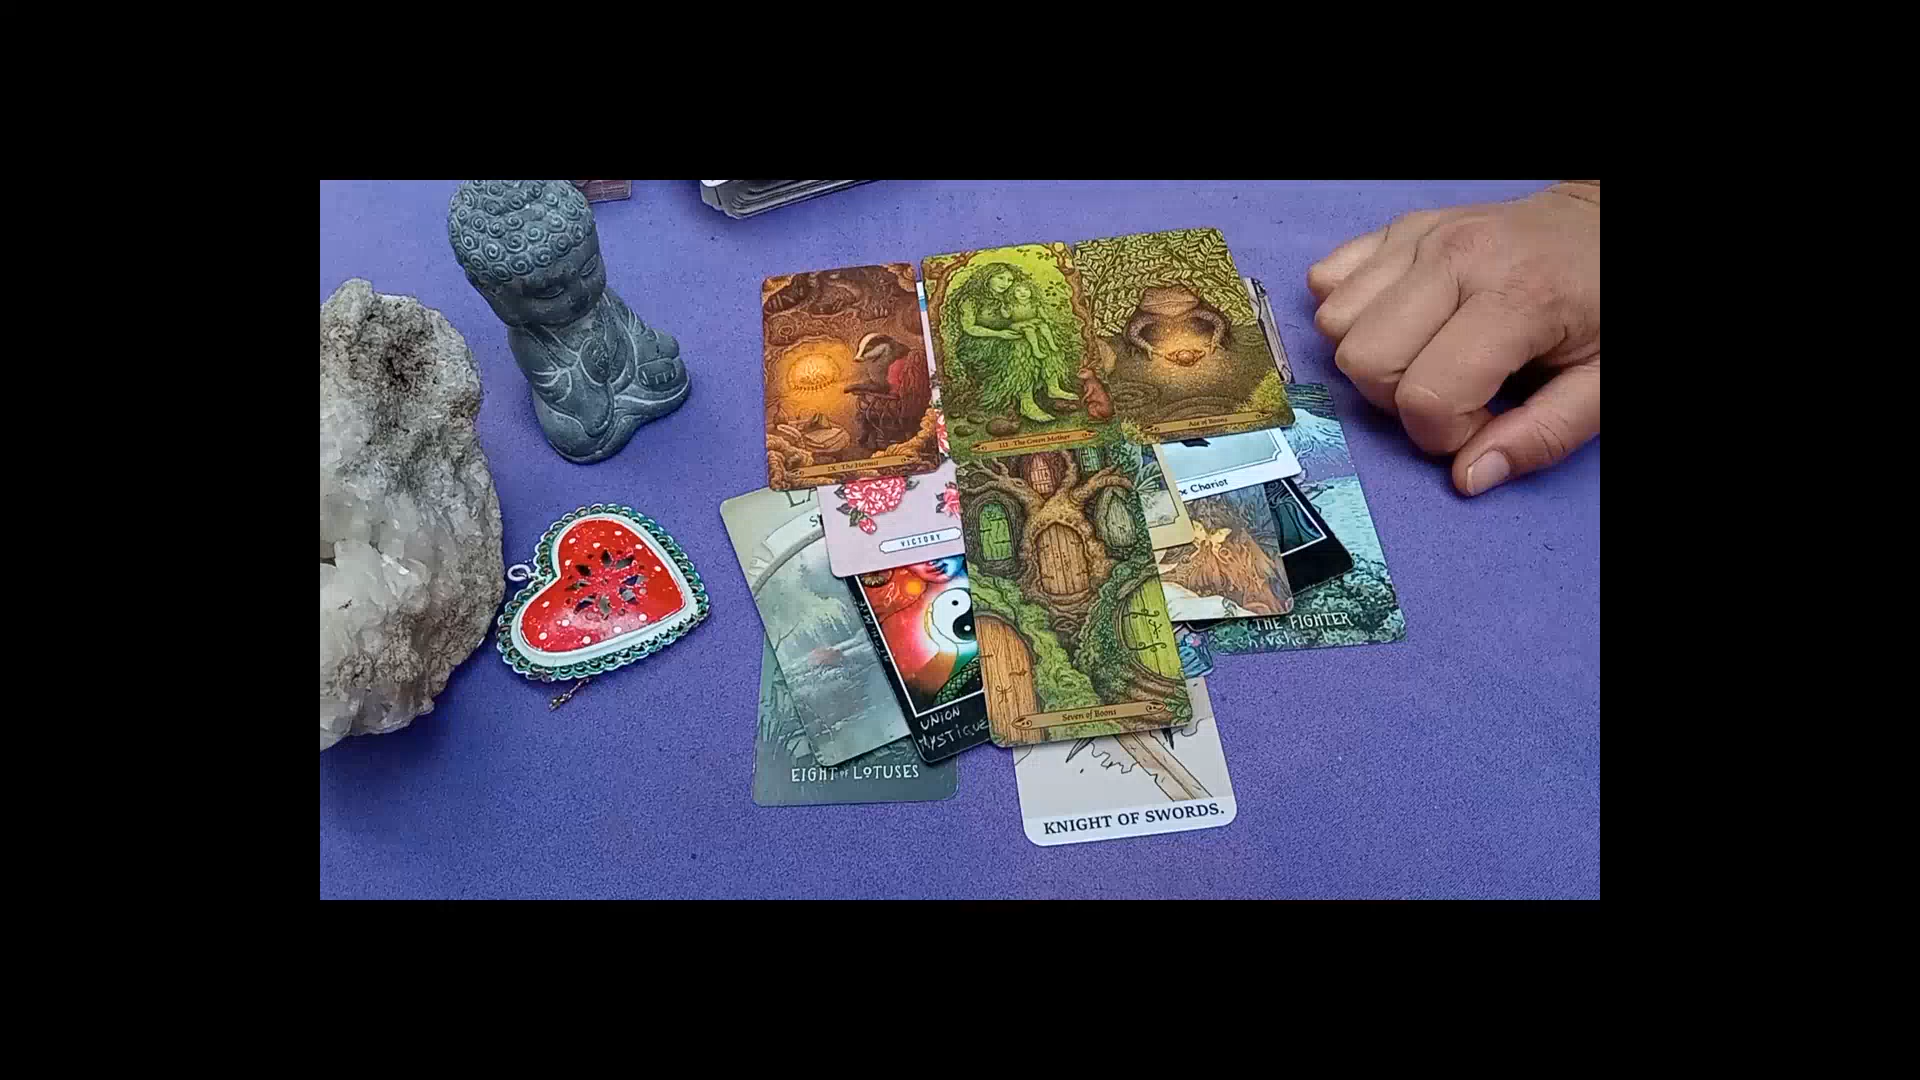 IX The Hermit
III The Green Mother
Ace of Boons
Chariot
VICTORY
THE FIGHTER
UNION
MYSTIQUE
Seven of Boons
EIGHT OF LOTUSES
KNIGHT OF SWORDS.